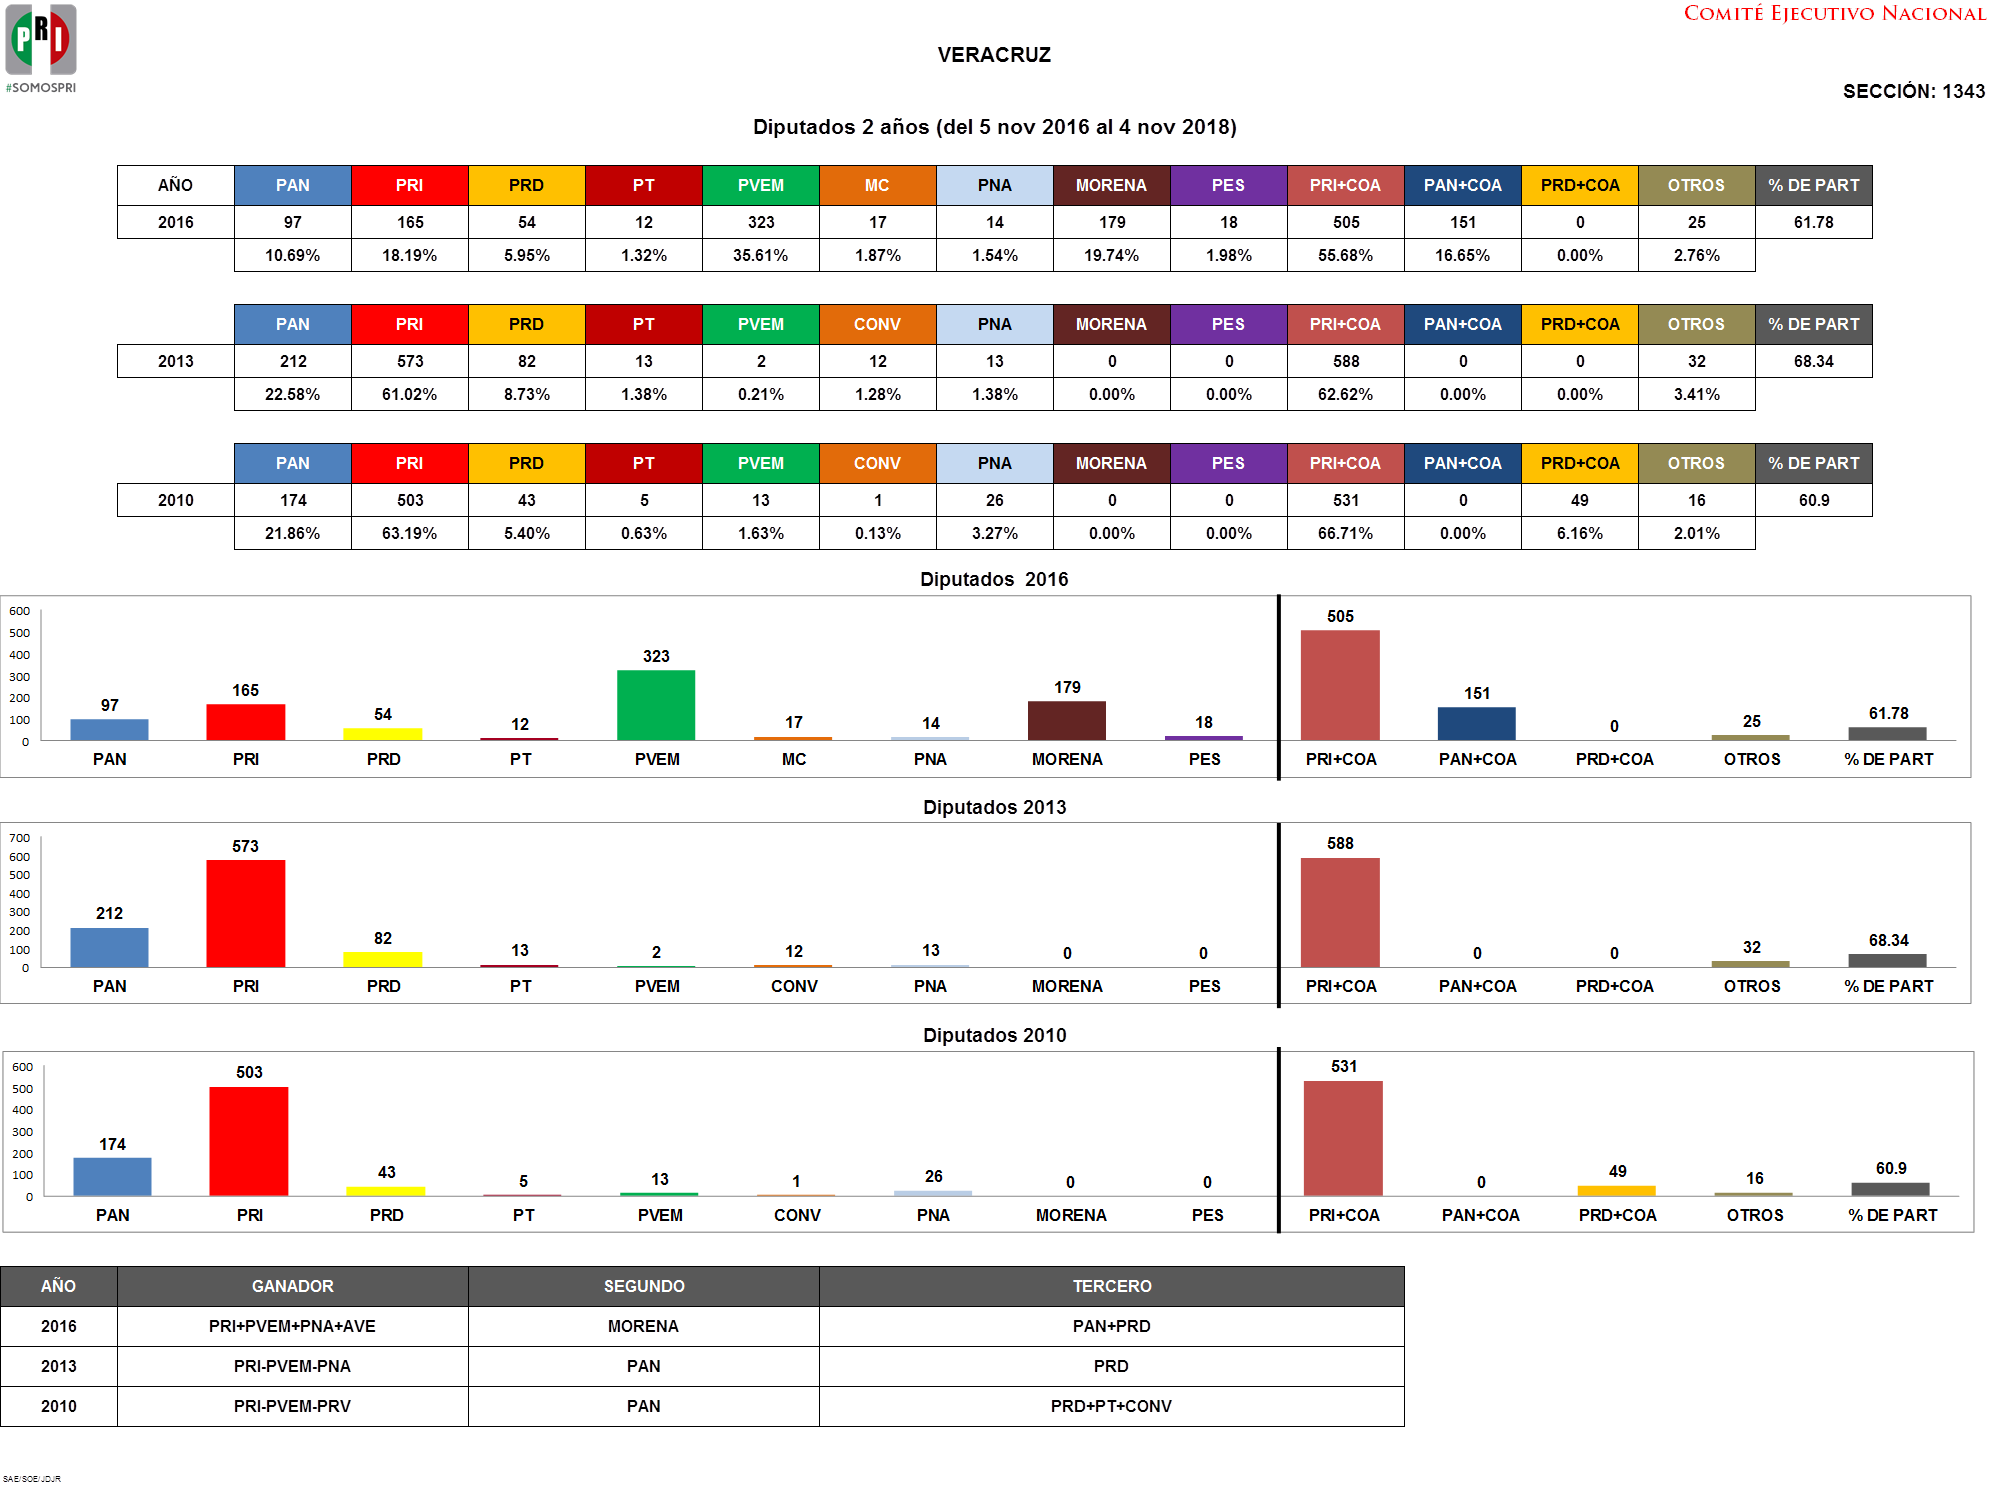 PRI
#SOMOSPRI
COMITÉ EJECUTIVO NACIONAL
VERACRUZ
SECCIÓN: 1343
Diputados 2 años (del 5 nov 2016 al 4 nov 2018)
AÑO PAN PRI PRD PT PVEM MC PNA MORENA PES PRI+COA PAN+COA PRD+COA OTROS % DE PART
2016 97 165 54 12 323 17 14 179 18 505 151 0 25 61.78
10.69% 18.19% 5.95% 1.32% 35.61% 1.87% 1.54% 19.74% 1.98% 55.68% 16.65% 0.00% 2.76%
PAN PRI PRD PT PVEM CONV PNA MORENA PES PRI+COA PAN+COA PRD+COA OTROS % DE PART
2013 212 573 82 13 2 12 13 0 0 588 0 0 32 68.34
22.58% 61.02% 8.73% 1.38% 0.21% 1.28% 1.38% 0.00% 0.00% 62.62% 0.00% 0.00% 3.41%
PAN PRI PRD PT PVEM CONV PNA MORENA PES PRI+COA PAN+COA PRD+COA OTROS % DE PART
2010 174 503 43 5 13 1 26 0 0 531 0 49 16 60.9
21.86% 63.19% 5.40% 0.63% 1.63% 0.13% 3.27% 0.00% 0.00% 66.71% 0.00% 6.16% 2.01%
Diputados 2016
600
500
400
300
200
100
0
97 165 54 12 323 17 14 179 18 505 151 0 25 61.78
PAN PRI PRD PT PVEM MC PNA MORENA PES PRI+COA PAN+COA PRD+COA OTROS % DE PART
Diputados 2013
700
600
500
400
300
200
100
0
212 573 82 13 2 12 13 0 0 588 0 0 32 68.34
PAN PRI PRD PT PVEM CONV PNA MORENA PES PRI+COA PAN+COA PRD+COA OTROS % DE PART
Diputados 2010
600
500
400
300
200
100
0
174 503 43 5 13 1 26 0 0 531 0 49 16 60.9
PAN PRI PRD PT PVEM CONV PNA MORENA PES PRI+COA PAN+COA PRD+COA OTROS % DE PART
AÑO GANADOR SEGUNDO TERCERO
2016 PRI+PVEM+PNA+AVE MORENA PAN+PRD
2013 PRI-PVEM-PNA PAN PRD
2010 PRI-PVEM-PRV PAN PRD+PT+CONV
SAE/SOE/JDJR